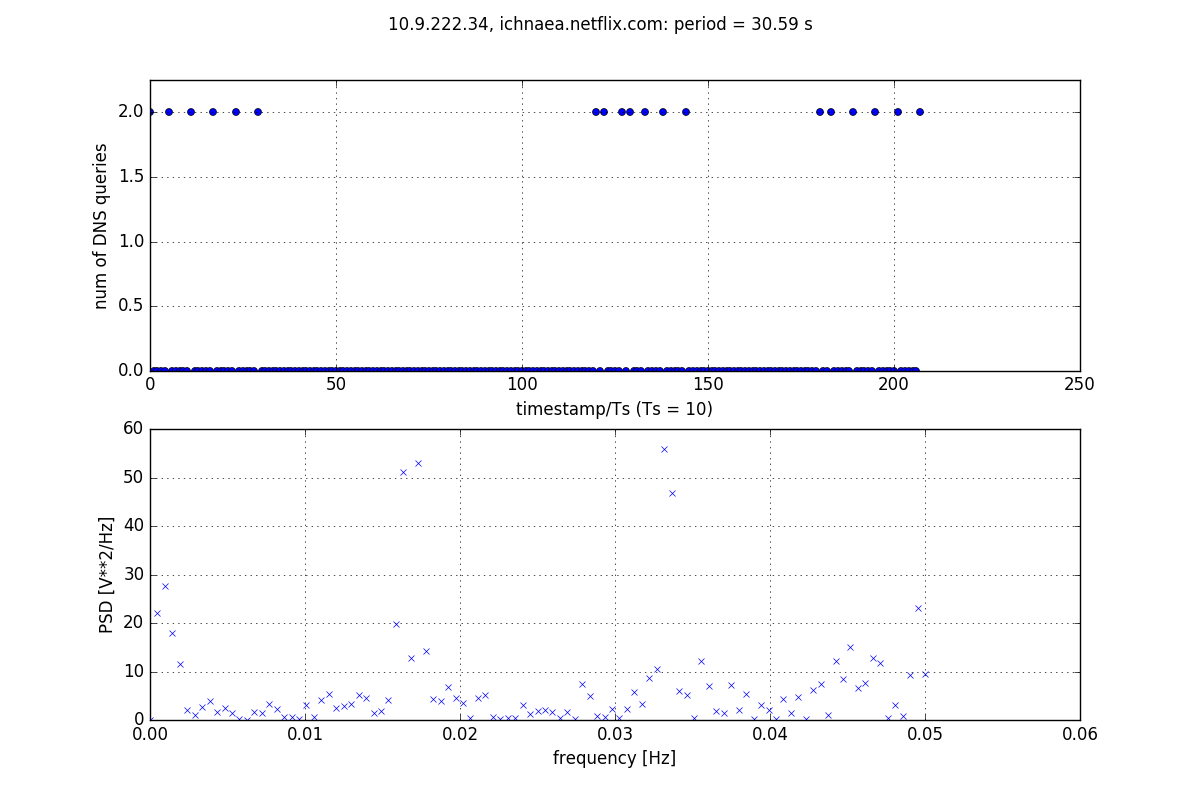 10.9.222.34, ichnaea.netflix.com: period = 30.59 s
num of DNS queries
2.0
1.5
1.0
0.5
0.0
0 50 100 150 200 250
timestamp/Ts (Ts = 10)
PSD [V**2/Hz]
60
50
40
30
20
10
0
0.00 0.01 0.02 0.03 0.04 0.05 0.06
frequency [Hz]